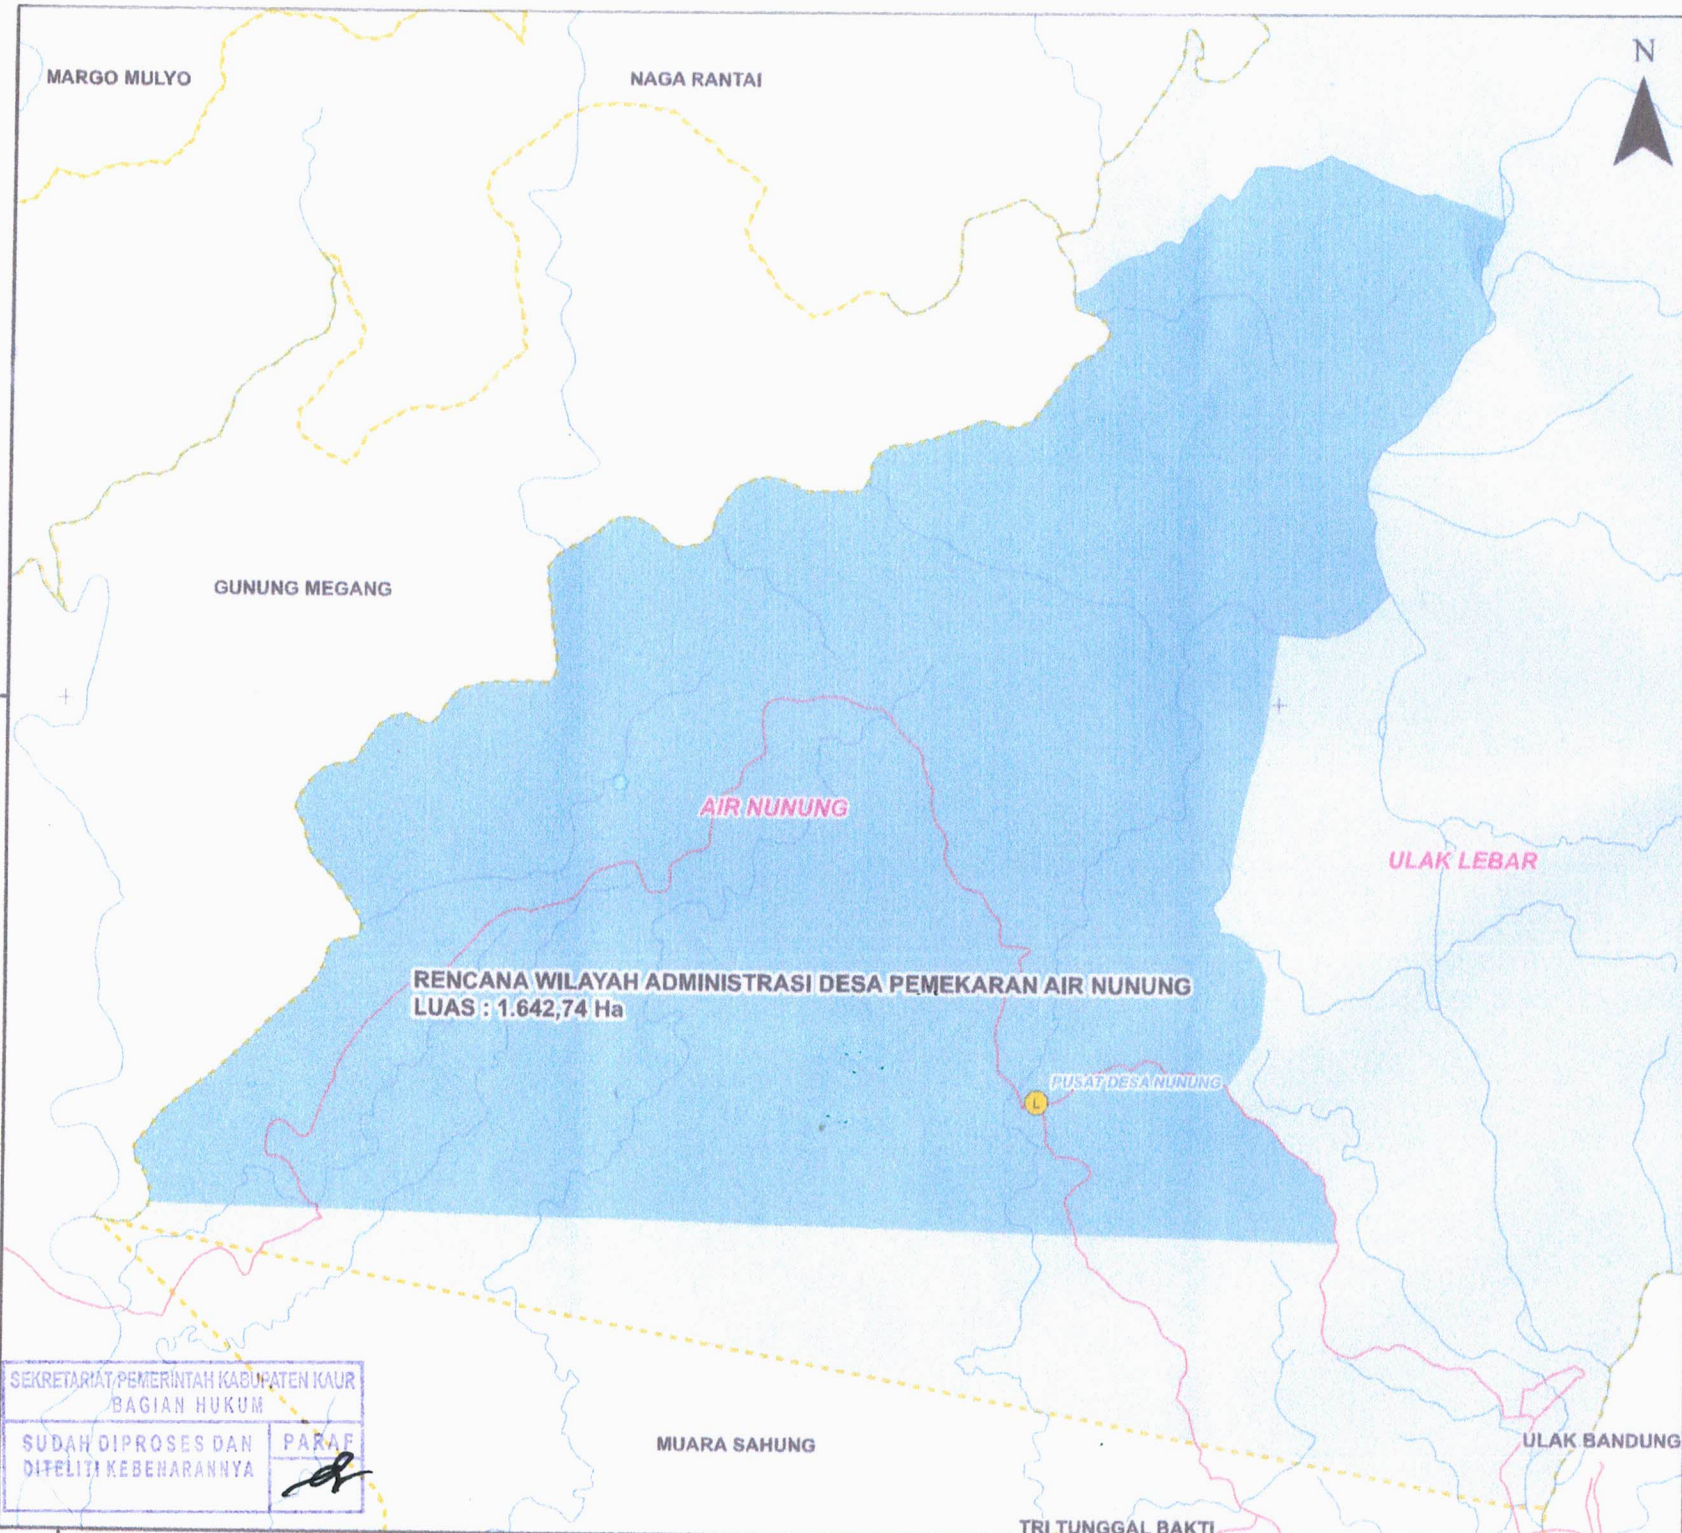 N
MARGO MULYO
NAGA RANTAI
GUNUNG MEGANG
AIR NUNUNG
ULAK LEBAR
RENCANA WILAYAH ADMINISTRASI DESA PEMEKARAN AIR NUNUNG
LUAS : 1.642,74 Ha
PUSAT DESA NUNUNG
L
SEKRETARIAT PEMERINTAH KABUPATEN KAUR
BAGIAN HUKUM
SUDAH DIPROSES DAN
DITELITI KEBENARANNYA
PARAF
MUARA SAHUNG
ULAK BANDUNG
TRI TUNGGAL BAKTI